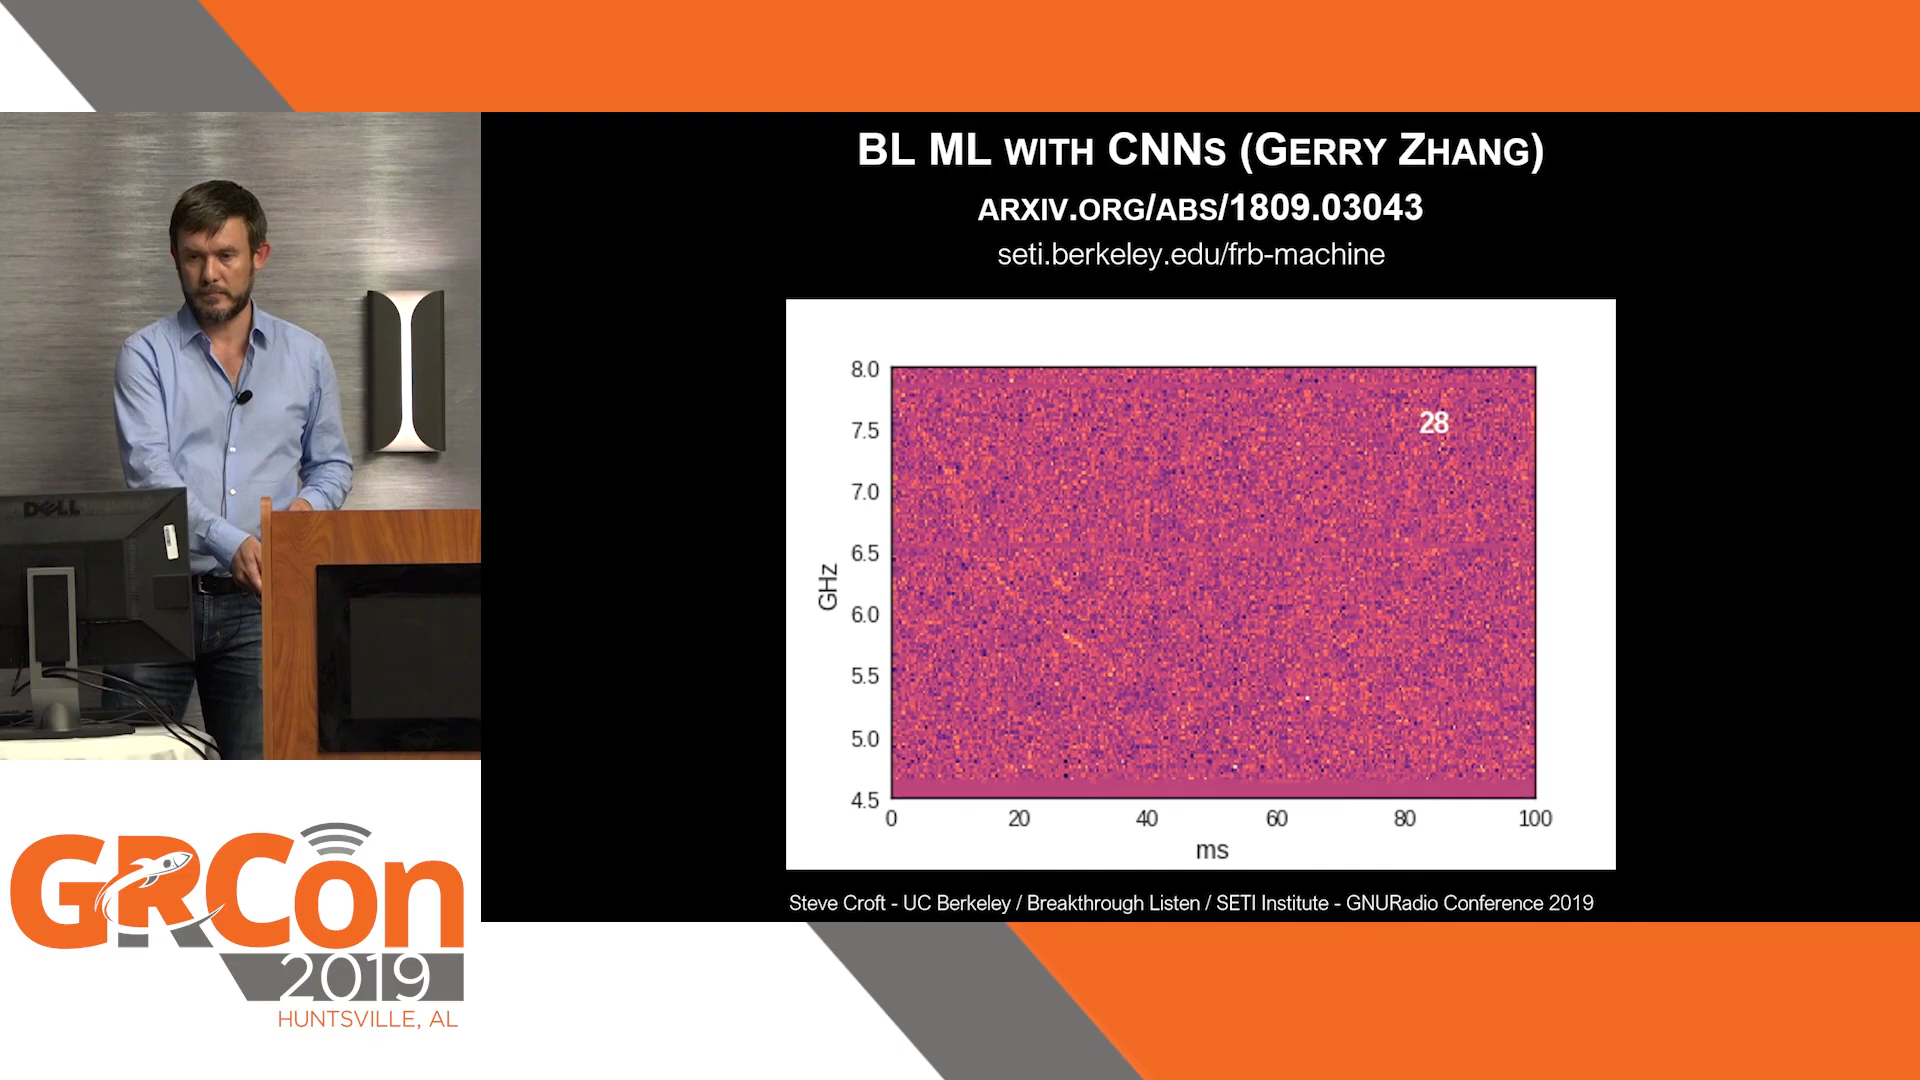 BL ML WITH CNNS (GERRY ZHANG)
ARXIV.ORG/ABS/1809.03043
seti.berkeley.edu/frb-machine
8.0
28
7.5
7.0
6.5
GHz
6.0
5.5
5.0
4.5
0 20 40 60 80 100
ms
Steve Croft - UC Berkeley / Breakthrough Listen / SETI Institute - GNURadio Conference 2019
DELL
GRCon
2019
HUNTSVILLE, AL